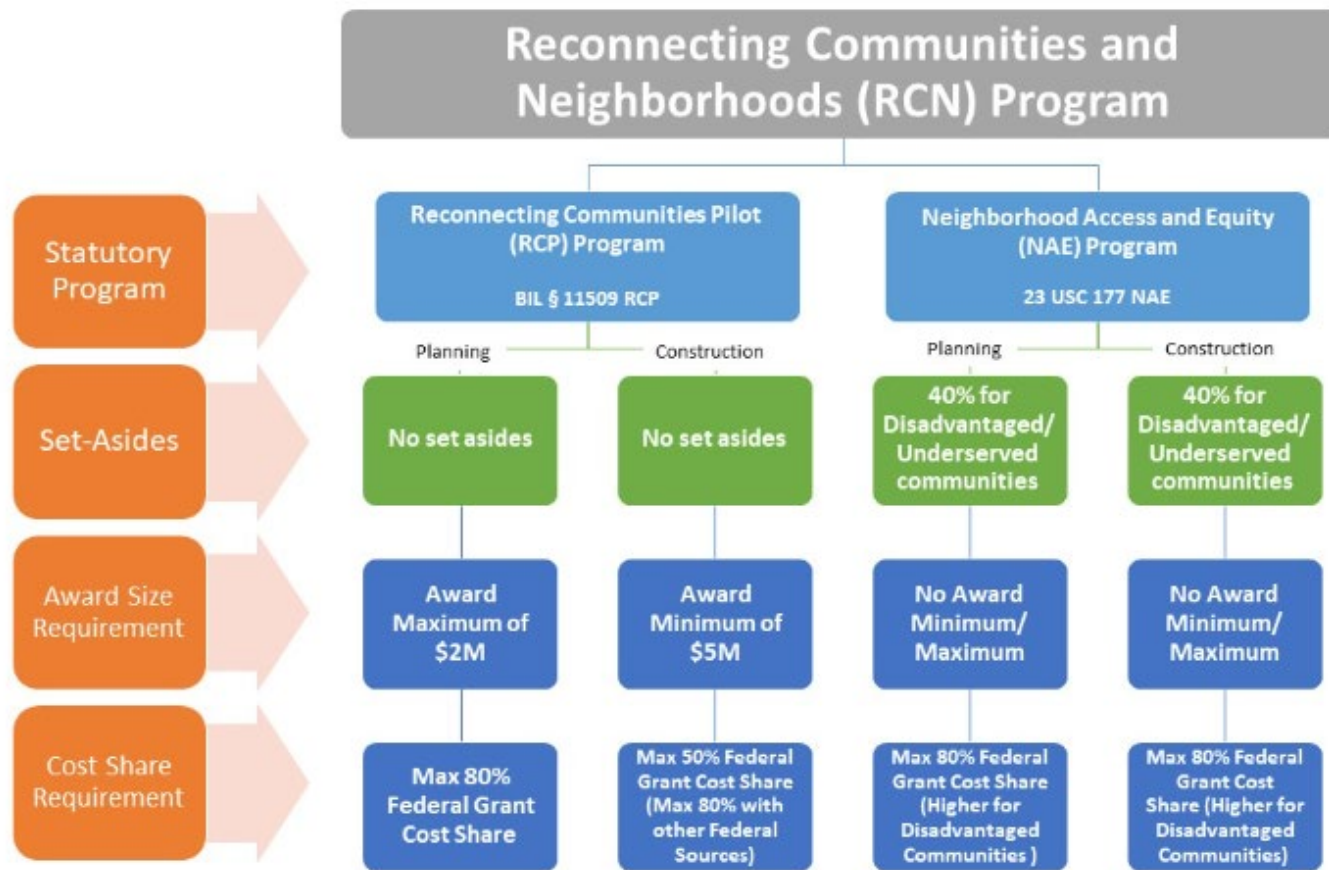 Reconnecting Communities and
Neighborhoods (RCN) Program
Statutory
Program
Reconnecting Communities Pilot
(RCP) Program
BIL § 11509 RCP
Neighborhood Access and Equity
(NAE) Program
23 USC 177 NAE
Planning
Construction
Planning
Construction
Set-Asides
No set asides
No set asides
40% for
Disadvantaged/
Underserved
communities
40% for
Disadvantaged/
Underserved
communities
Award Size
Requirement
Award
Maximum of
$2M
Award
Minimum of
$5M
No Award
Minimum/
Maximum
No Award
Minimum/
Maximum
Cost Share
Requirement
Max 80%
Federal Grant
Cost Share
Max 50% Federal
Grant Cost Share
(Max 80% with
other Federal
Sources)
Max 80% Federal
Grant Cost Share
(Higher for
Disadvantaged
Communities )
Max 80% Federal
Grant Cost
Share (Higher for
Disadvantaged
Communities)